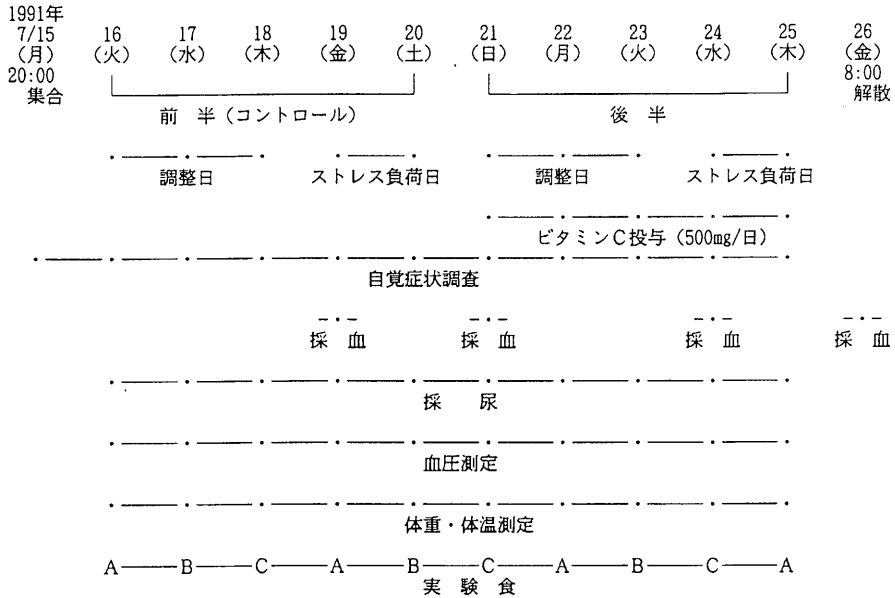 1991年
7/15 16 17 18 19 20 21 22 23 24 25 26
（月） （火） （水） （木） （金） （土） （日） （月） （火） （水） （木） （金）
20:00 8:00
集合 解散
前 半（コントロール） 後 半
調整日 ストレス負荷日 調整日 ストレス負荷日
ビタミンC投与（500mg/日）
自覚症状調査
採 血 採 血 採 血 採 血
採 尿
血圧測定
体重・体温測定
A B C A B C A B C A
実 験 食